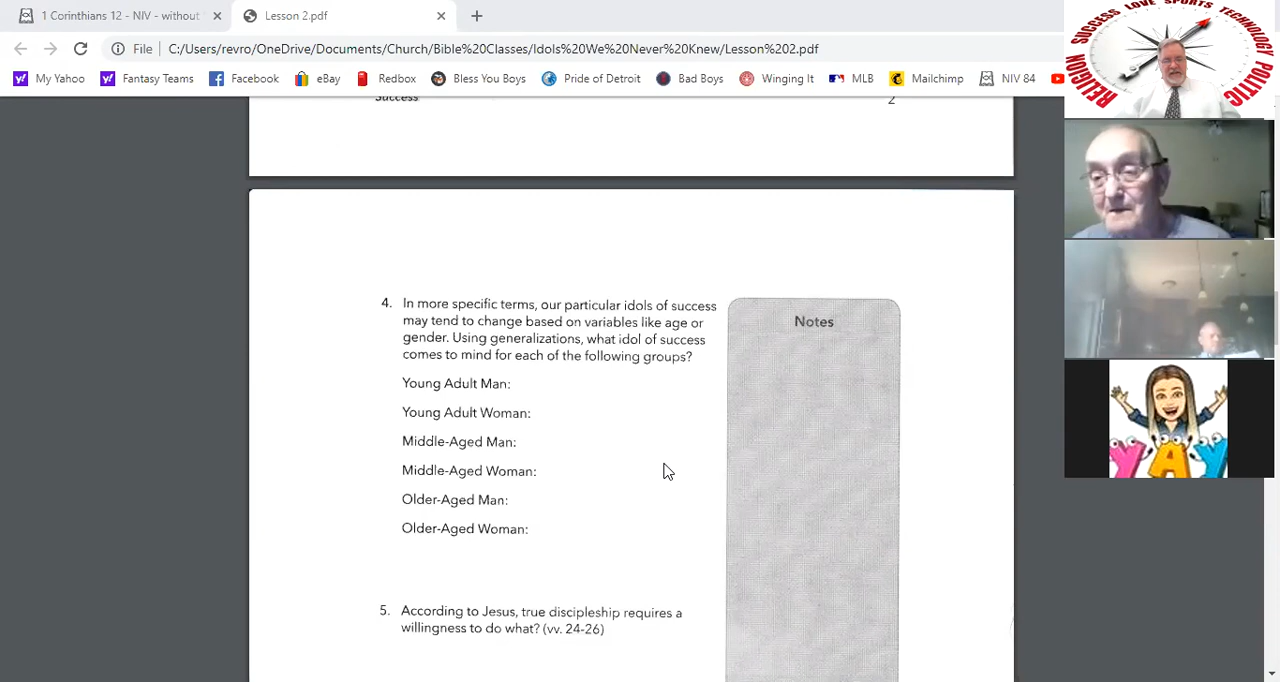 1 Corinthians 12 - NIV - without
Lesson 2.pdf
File
C:/Users/revro/OneDrive/Documents/Church/Bible%20Classes/Idols%20We%20Never%20Knew/Lesson%202.pdf
My Yahoo
Fantasy Teams
Facebook
eBay
Redbox
Bless You Boys
Pride of Detroit
Bad Boys
Winging It
MLB
Mailchimp
NIV 84
RELIGION SUCCESS LOVE SPORTS TECHNOLOGY POLITIC
Success
2
4. In more specific terms, our particular idols of success
may tend to change based on variables like age or
gender. Using generalizations, what idol of success
comes to mind for each of the following groups?
Young Adult Man:
Young Adult Woman:
Middle-Aged Man:
Middle-Aged Woman:
Older-Aged Man:
Older-Aged Woman:
5. According to Jesus, true discipleship requires a
willingness to do what? (vv. 24-26)
Notes
YAY